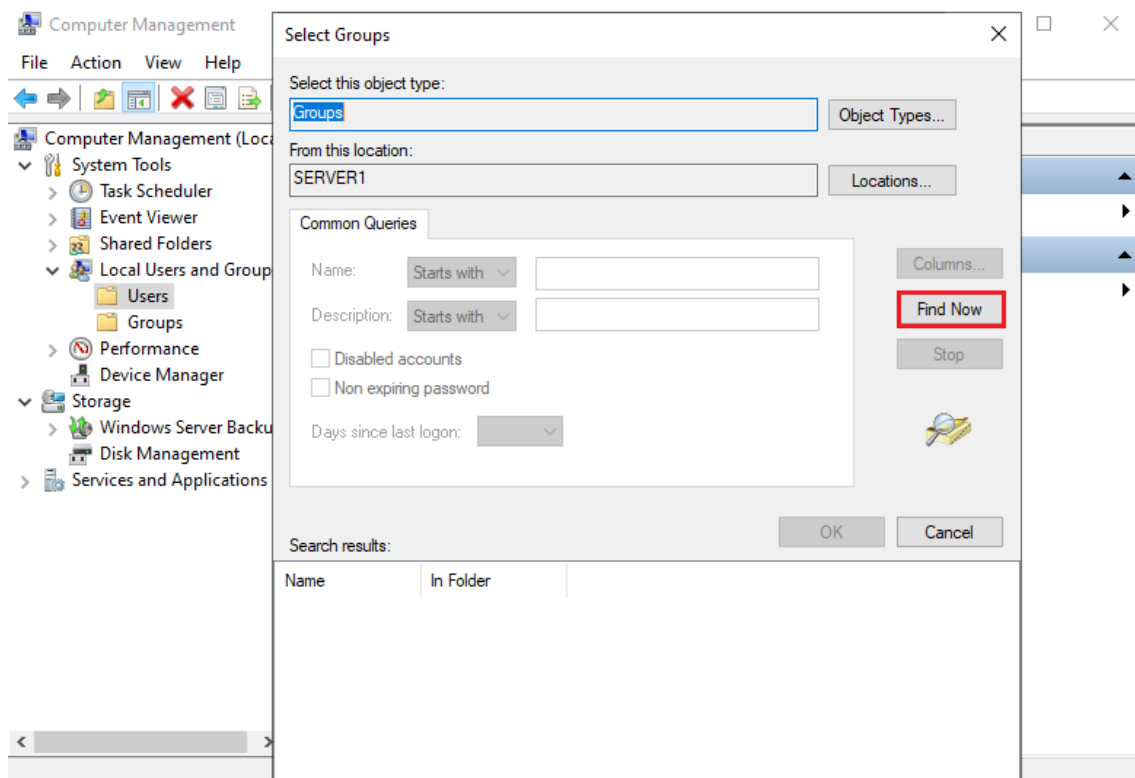 Computer Management
File Action View Help
Computer Management (Loca
System Tools
Task Scheduler
Event Viewer
Shared Folders
Local Users and Group
Users
Groups
Performance
Device Manager
Storage
Windows Server Backu
Disk Management
Services and Applications
Select Groups
Select this object type:
Groups
Object Types...
From this location:
SERVER1
Locations...
Common Queries
Name: Starts with
Description: Starts with
Disabled accounts
Non expiring password
Days since last logon:
Columns...
Find Now
Stop
OK Cancel
Search results:
Name In Folder